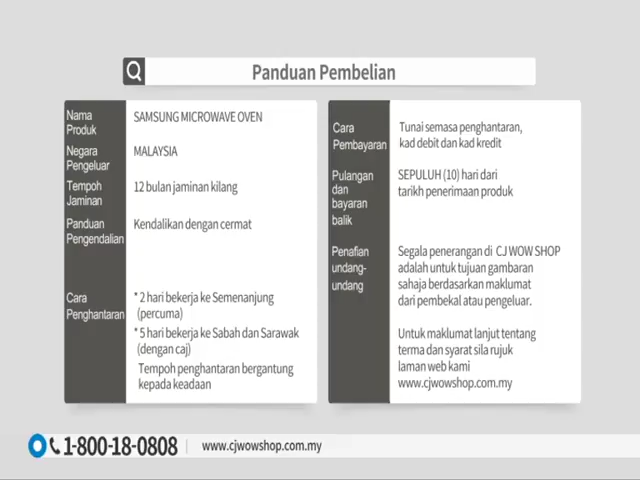 Panduan Pembelian
Nama
Produk
SAMSUNG MICROWAVE OVEN
Negara
Pengeluar
MALAYSIA
Tempoh
Jaminan
12 bulan jaminan kilang
Panduan
Pengendalian
Kendalikan dengan cermat
Cara
Penghantaran
* 2 hari bekerja ke Semenanjung
(percuma)
* 5 hari bekerja ke Sabah dan Sarawak
(dengan caj)
Tempoh penghantaran bergantung
kepada keadaan
Cara
Pembayaran
Tunai semasa penghantaran,
kad debit dan kad kredit
Pulangan
dan
bayaran
balik
SEPULUH (10) hari dari
tarikh penerimaan produk
Penafian
undang-
undang
Segala penerangan di CJ WOW SHOP
adalah untuk tujuan gambaran
sahaja berdasarkan maklumat
dari pembekal atau pengeluar.
Untuk maklumat lanjut tentang
terma dan syarat sila rujuk
laman web kami
www.cjwowshop.com.my
1-800-18-0808 www.cjwowshop.com.my